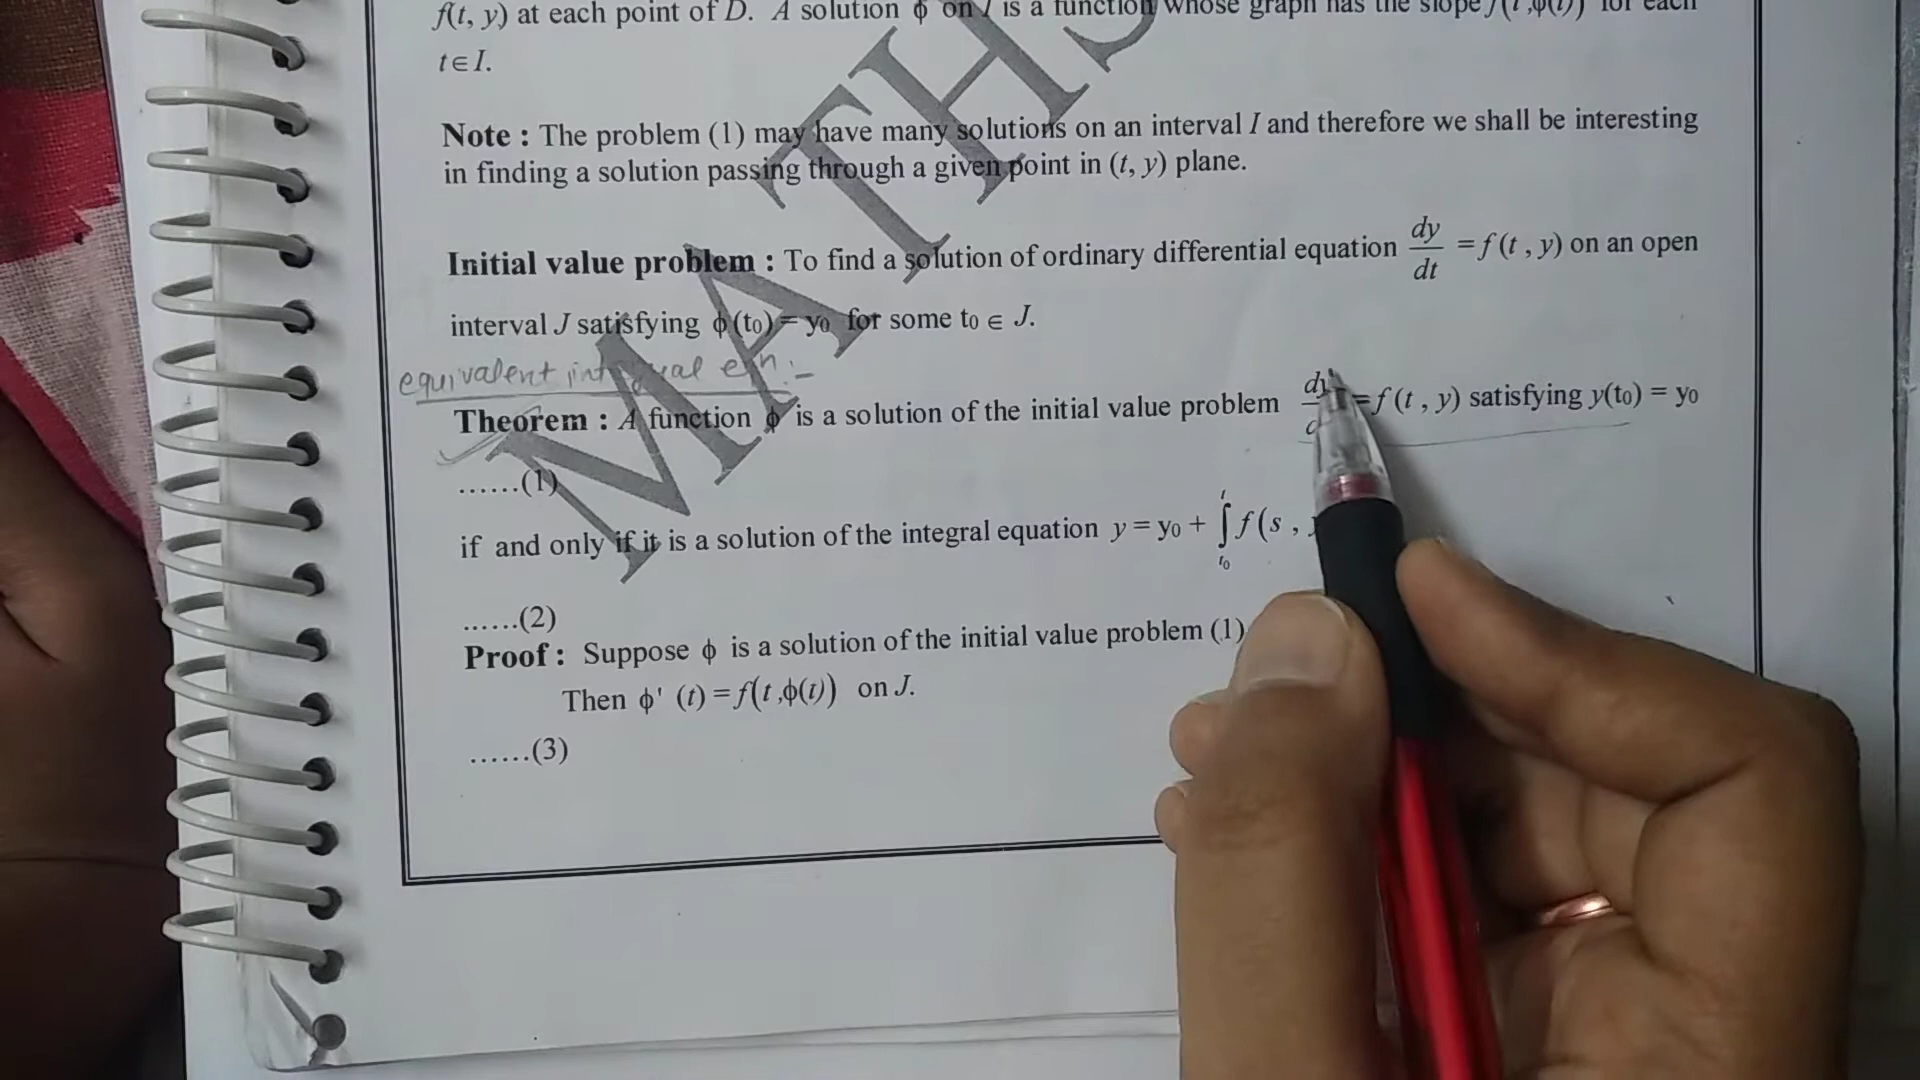 f(t, y) at each point of D. A solution ϕ on I is a function whose graph has the slope f(t ,ϕ(t)) for each
t∈I.
Note : The problem (1) may have many solutions on an interval I and therefore we shall be interesting
in finding a solution passing through a given point in (t, y) plane.
Initial value problem : To find a solution of ordinary differential equation dy/dt = f (t , y) on an open
interval J satisfying ϕ (t₀) = y₀ for some t₀ ∈ J.
equivalent integral eqn :-
Theorem : A function ϕ is a solution of the initial value problem dy = f (t , y) satisfying y(t₀) = y₀
......(1)
if and only if it is a solution of the integral equation y = y₀ + ∫ₜ₀ᵗ f(s ,
......(2)
Proof : Suppose ϕ is a solution of the initial value problem (1)
Then ϕ' (t) = f(t ,ϕ(t)) on J.
......(3)
MATHS